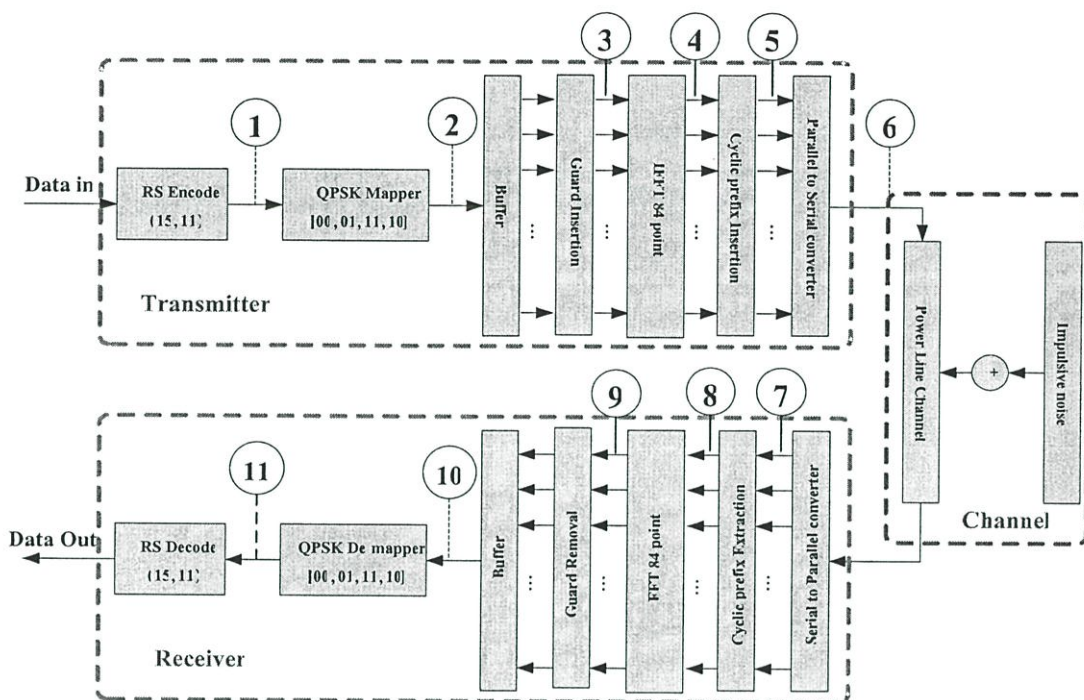 3
4
5
1
2
6
Data in
RS Encode
(15, 11)
QPSK Mapper
[00, 01, 11, 10]
Buffer
Guard Insertion
IFFT 84 point
Cyclic prefix Insertion
Parallel to Serial converter
Transmitter
Power Line Channel
+
Impulsive noise
Channel
9
8
7
11
10
Data Out
RS Decode
(15, 11)
QPSK De mapper
[00, 01, 11, 10]
Buffer
Guard Removal
FFT 84 point
Cyclic prefix Extraction
Serial to Parallel converter
Receiver